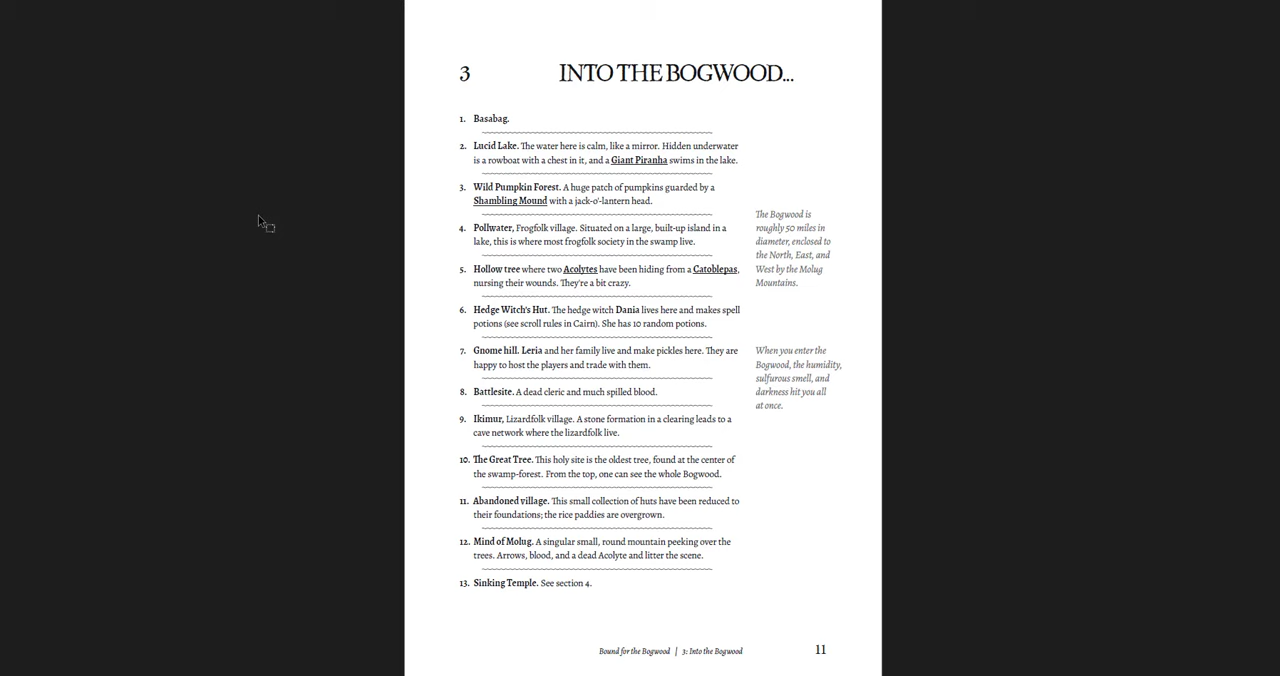 3 INTO THE BOGWOOD...
1. Basabag.
2. Lucid Lake. The water here is calm, like a mirror. Hidden underwater
is a rowboat with a chest in it, and a Giant Piranha swims in the lake.
3. Wild Pumpkin Forest. A huge patch of pumpkins guarded by a
Shambling Mound with a jack-o'-lantern head.
4. Pollwater, Frogfolk village. Situated on a large, built-up island in a
lake, this is where most frogfolk society in the swamp live.
5. Hollow tree where two Acolytes have been hiding from a Catoblepas,
nursing their wounds. They're a bit crazy.
6. Hedge Witch's Hut. The hedge witch Dania lives here and makes spell
potions (see scroll rules in Cairn). She has 10 random potions.
7. Gnome hill. Leria and her family live and make pickles here. They are
happy to host the players and trade with them.
8. Battlesite. A dead cleric and much spilled blood.
9. Ikimur, Lizardfolk village. A stone formation in a clearing leads to a
cave network where the lizardfolk live.
10. The Great Tree. This holy site is the oldest tree, found at the center of
the swamp-forest. From the top, one can see the whole Bogwood.
11. Abandoned village. This small collection of huts have been reduced to
their foundations; the rice paddies are overgrown.
12. Mind of Molug. A singular small, round mountain peeking over the
trees. Arrows, blood, and a dead Acolyte and litter the scene.
13. Sinking Temple. See section 4.
The Bogwood is
roughly 50 miles in
diameter, enclosed to
the North, East, and
West by the Molug
Mountains.
When you enter the
Bogwood, the humidity,
sulfurous smell, and
darkness hit you all
at once.
Bound for the Bogwood | 3: Into the Bogwood 11